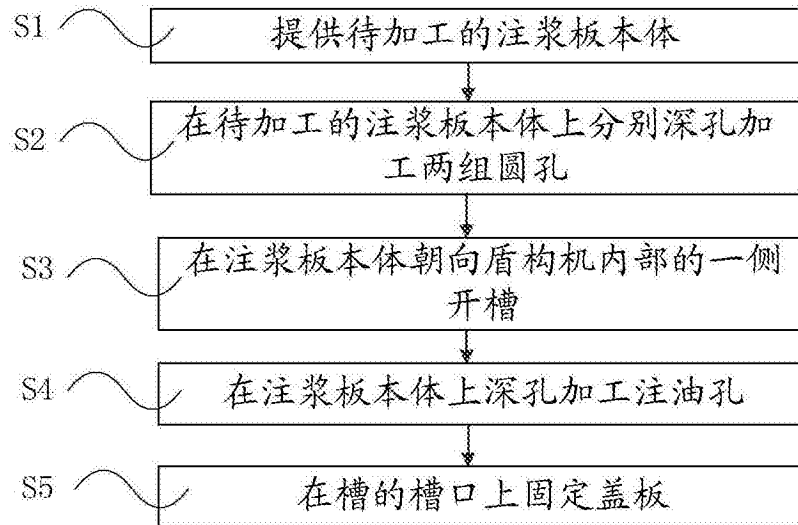 S1
提供待加工的注浆板本体
S2
在待加工的注浆板本体上分别深孔加
工两组圆孔
S3
在注浆板本体朝向盾构机内部的一侧
开槽
S4
在注浆板本体上深孔加工注油孔
S5
在槽的槽口上固定盖板